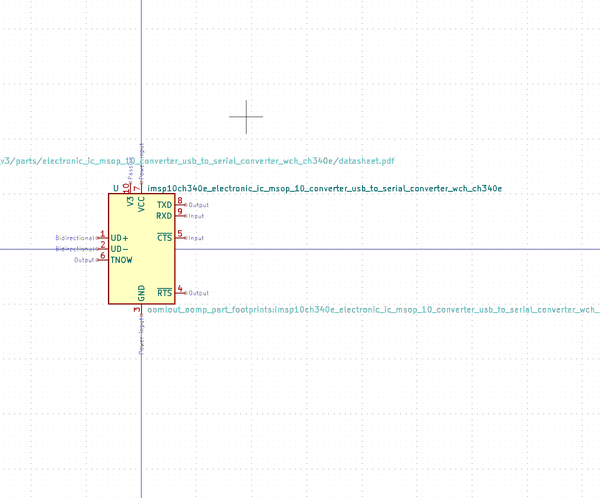 v3/parts/electronic_ic_msop_10_converter_usb_to_serial_converter_wch_ch340e/datasheet.pdf
Passive
Power input
10
7
U
imsp10ch340e_electronic_ic_msop_10_converter_usb_to_serial_converter_wch_ch340e
V3
VCC
TXD 8 Output
RXD 9 Input
Bidirectional 1 UD+
CTS 5 Input
Bidirectional 2 UD-
Output 6 TNOW
GND
RTS 4 Output
3
oomlout_oomp_part_footprints:imsp10ch340e_electronic_ic_msop_10_converter_usb_to_serial_converter_wch_
Power input